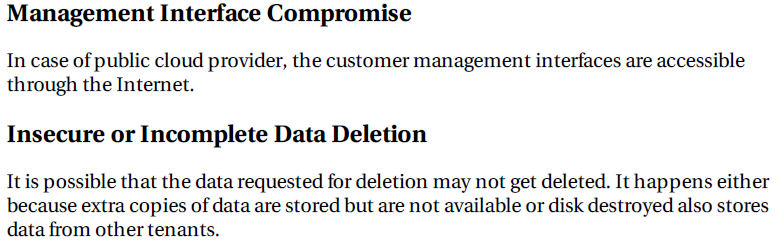 Management Interface Compromise
In case of public cloud provider, the customer management interfaces are accessible
through the Internet.
Insecure or Incomplete Data Deletion
It is possible that the data requested for deletion may not get deleted. It happens either
because extra copies of data are stored but are not available or disk destroyed also stores
data from other tenants.